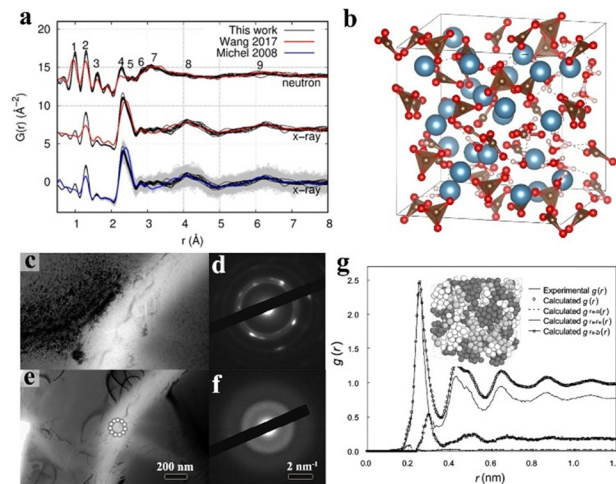 a
This work
Wang 2017
Michel 2008
1 2 3 4 5 6 7 8 9
neutron
x-ray
x-ray
G(r) (Å⁻²)
15
10
5
0
1 2 3 4 5 6 7 8
r (Å)
b
c
d
e
f
200 nm
2 nm⁻¹
g
Experimental g(r)
Calculated g(r)
Calculated g
Calculated g
Calculated g
g(r)
2.5
2.0
1.5
1.0
0.5
0.0
0.0 0.2 0.4 0.6 0.8 1.0 1.2
r (nm)